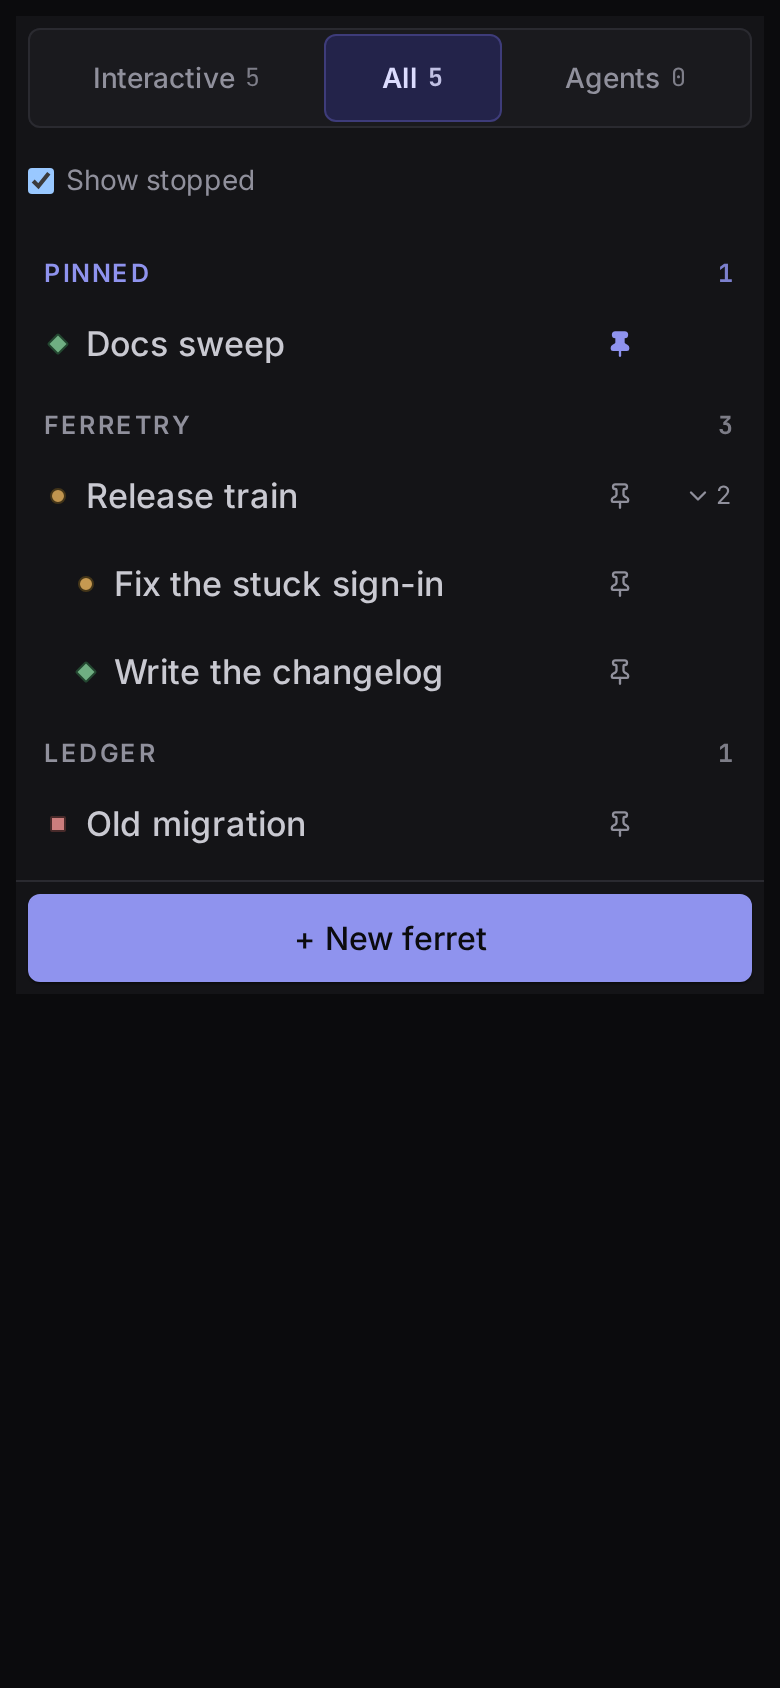 Interactive 5 All 5 Agents 0
Show stopped
PINNED 1
Docs sweep
FERRETRY 3
Release train 2
Fix the stuck sign-in
Write the changelog
LEDGER 1
Old migration
+ New ferret